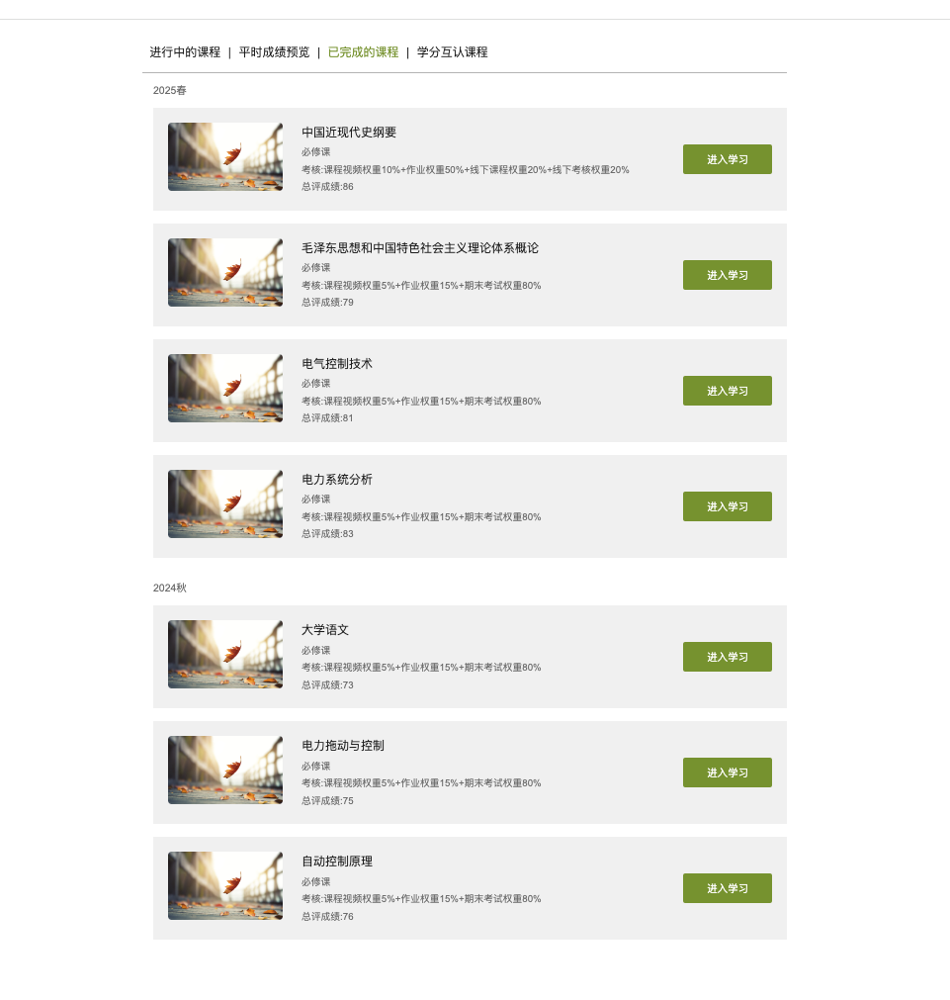 进行中的课程 | 平时成绩预览 | 已完成的课程 | 学分互认课程
2025春
中国近现代史纲要
必修课
考核:课程视频权重10%+作业权重50%+线下课程权重20%+线下考核权重20%
总评成绩:86
进入学习
毛泽东思想和中国特色社会主义理论体系概论
必修课
考核:课程视频权重5%+作业权重15%+期末考试权重80%
总评成绩:79
进入学习
电气控制技术
必修课
考核:课程视频权重5%+作业权重15%+期末考试权重80%
总评成绩:81
进入学习
电力系统分析
必修课
考核:课程视频权重5%+作业权重15%+期末考试权重80%
总评成绩:83
进入学习
2024秋
大学语文
必修课
考核:课程视频权重5%+作业权重15%+期末考试权重80%
总评成绩:73
进入学习
电力拖动与控制
必修课
考核:课程视频权重5%+作业权重15%+期末考试权重80%
总评成绩:75
进入学习
自动控制原理
必修课
考核:课程视频权重5%+作业权重15%+期末考试权重80%
总评成绩:76
进入学习